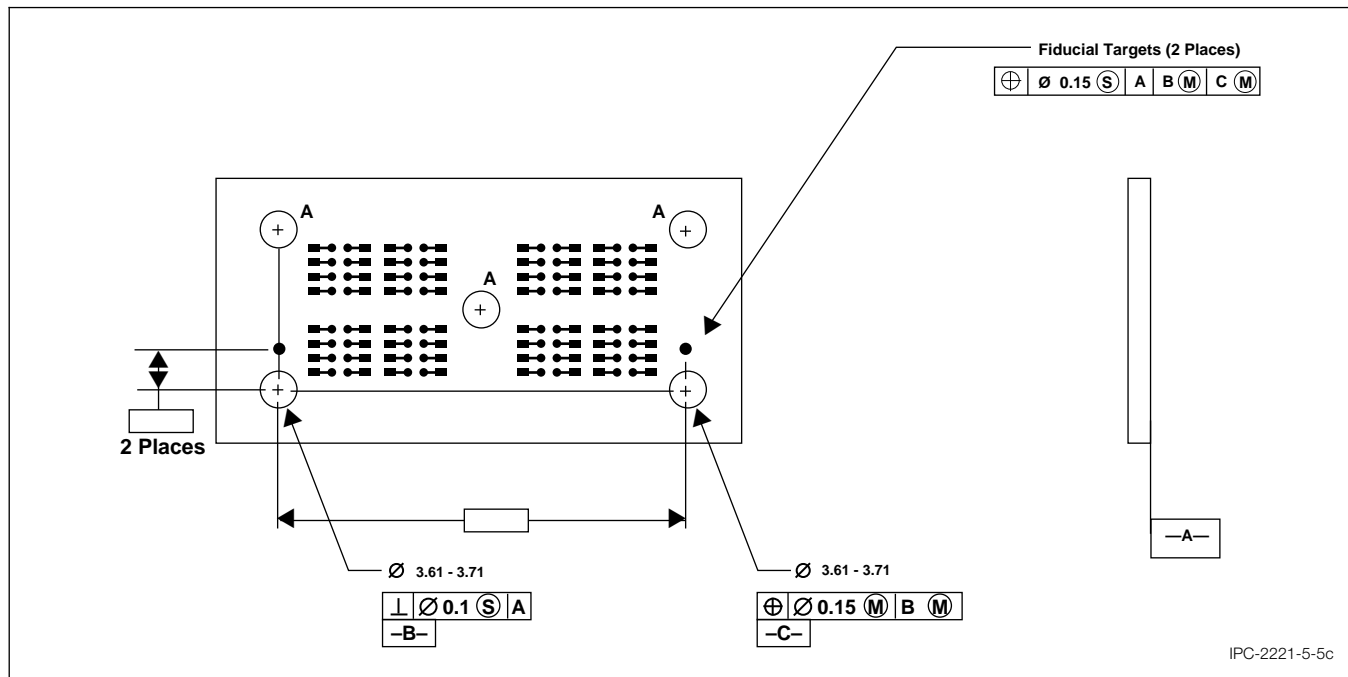 Fiducial Targets (2 Places)
⌖ Ø 0.15 Ⓢ A B Ⓜ C Ⓜ
A
A
A
2 Places
–A–
Ø 3.61 - 3.71
⊥ Ø 0.1 Ⓢ A
–B–
Ø 3.61 - 3.71
⌖ Ø 0.15 Ⓜ B Ⓜ
–C–
IPC-2221-5-5c